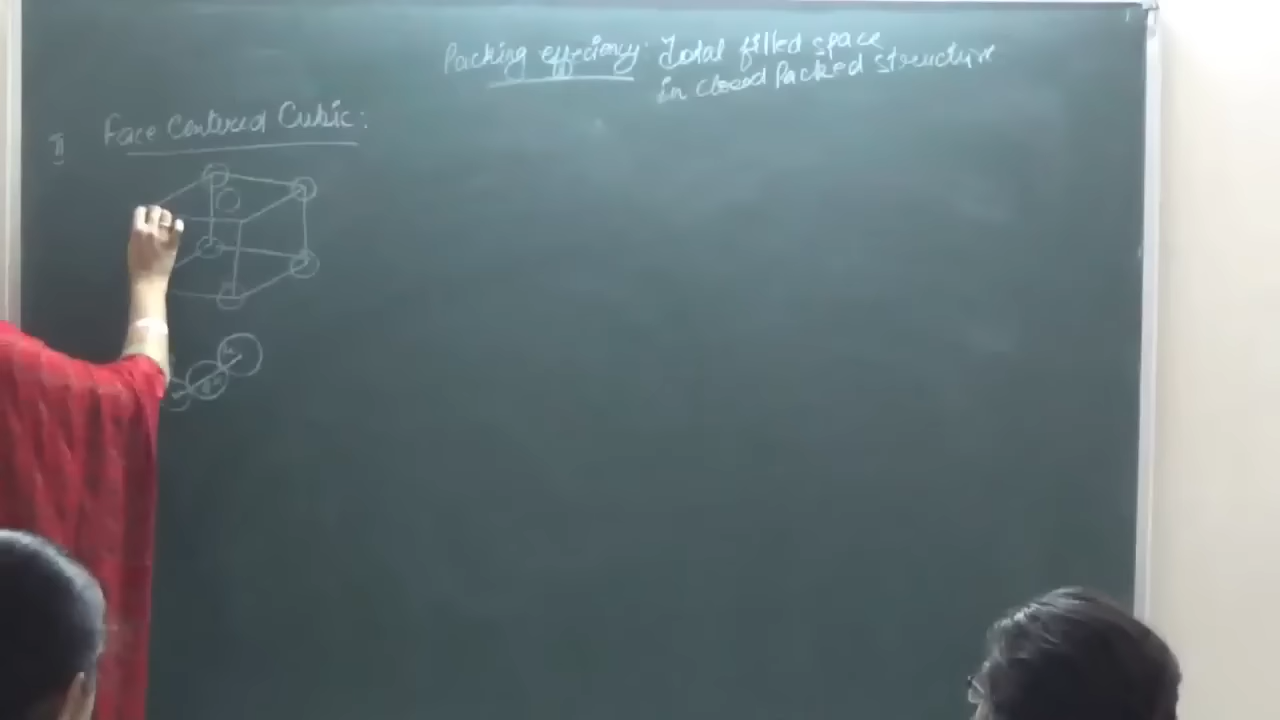 Packing efficiency: Total filled space
in closed Packed structure
II Face Centered Cubic: